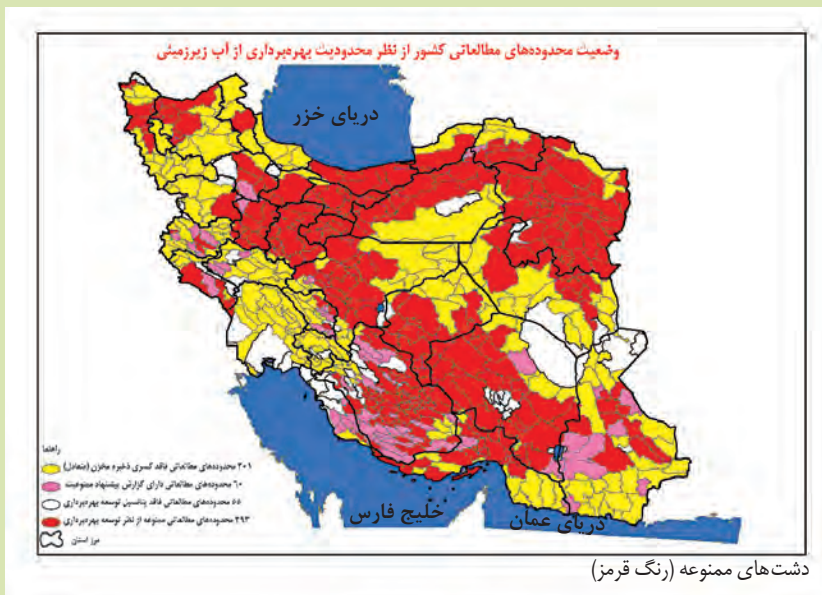 وضعیت محدوده‌های مطالعاتی کشور از نظر محدودیت بهره‌برداری از آب زیرزمینی
دریای خزر
راهنما
۳۰۱ محدوده‌های مطالعاتی فاقد کسری ذخیره مخزن (متعادل)
۶۰ محدوده‌های مطالعاتی دارای گزارش پیشنهاد ممنوعیت
۵۵ محدوده‌های مطالعاتی فاقد پتانسیل توسعه بهره‌برداری
۲۹۳ محدوده‌های مطالعاتی ممنوعه از نظر توسعه بهره‌برداری
مرز استان
خلیج فارس
دریای عمان
دشت‌های ممنوعه (رنگ قرمز)